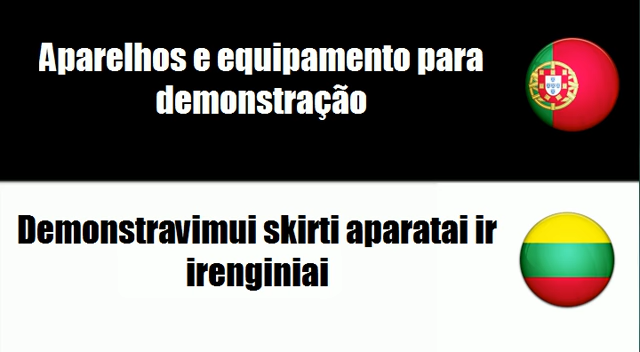 Aparelhos e equipamento para
demonstração
Demonstravimui skirti aparatai ir
irenginiai